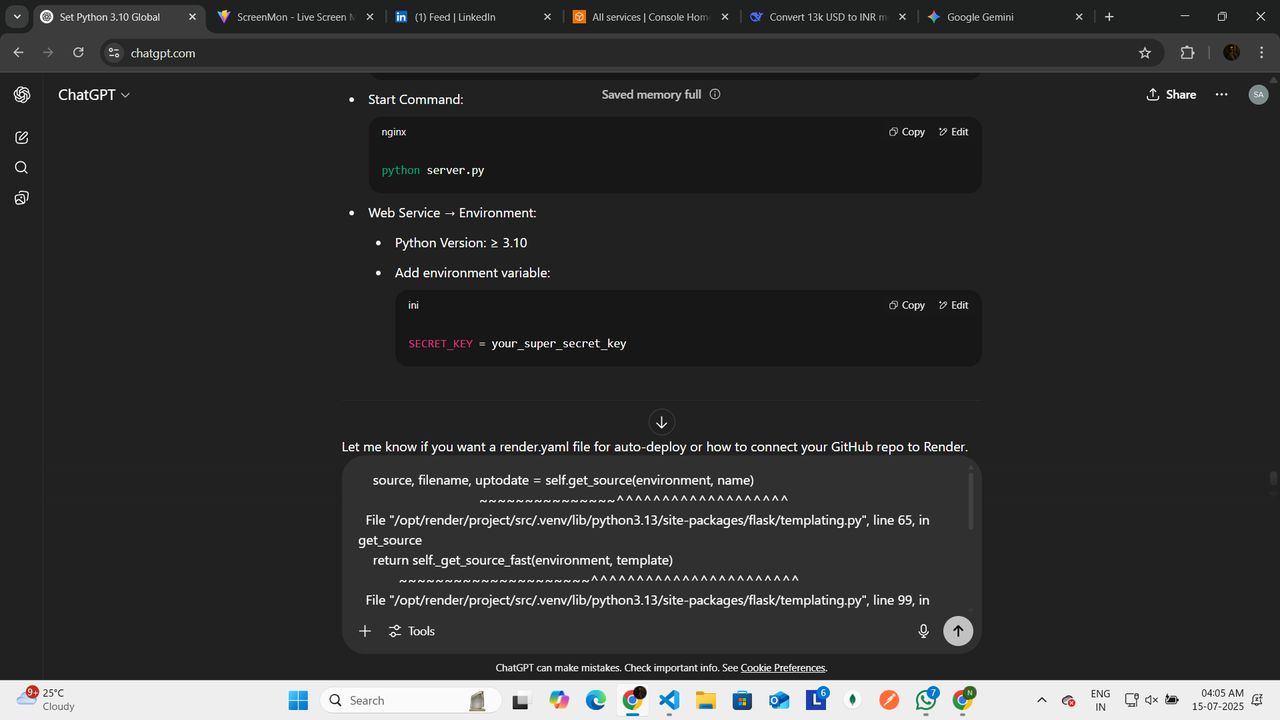 Set Python 3.10 Global
ScreenMon - Live Screen M
(1) Feed | LinkedIn
All services | Console Home
Convert 13k USD to INR m
Google Gemini
chatgpt.com
ChatGPT
Saved memory full
Share
SA
Start Command:
nginx
Copy
Edit
python server.py
Web Service → Environment:
Python Version: ≥ 3.10
Add environment variable:
ini
Copy
Edit
SECRET_KEY = your_super_secret_key
Let me know if you want a render.yaml file for auto-deploy or how to connect your GitHub repo to Render.
source, filename, uptodate = self.get_source(environment, name)
~~~~~~~~~~~~~~~^^^^^^^^^^^^^^^^^^^
File "/opt/render/project/src/.venv/lib/python3.13/site-packages/flask/templating.py", line 65, in
get_source
return self._get_source_fast(environment, template)
~~~~~~~~~~~~~~~~~~~~~^^^^^^^^^^^^^^^^^^^^^^^
File "/opt/render/project/src/.venv/lib/python3.13/site-packages/flask/templating.py", line 99, in
Tools
ChatGPT can make mistakes. Check important info. See Cookie Preferences.
9+
25°C
Cloudy
Search
6
7
N
ENG
IN
04:05 AM
15-07-2025